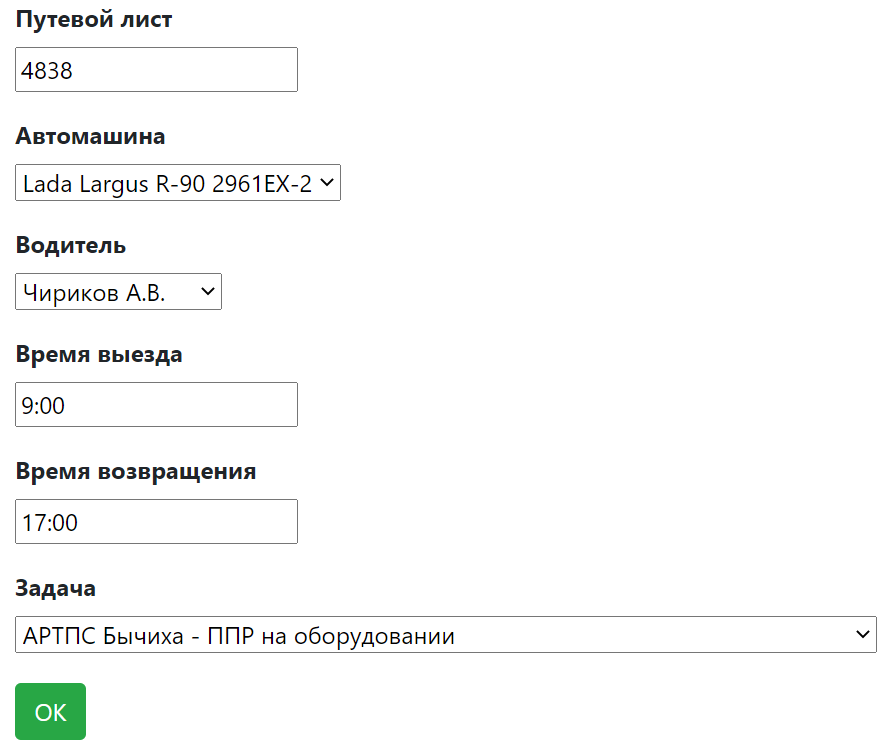 Путевой лист
4838
Автомашина
Lada Largus R-90 2961EX-2
Водитель
Чириков А.В.
Время выезда
9:00
Время возвращения
17:00
Задача
АРТПС Бычиха - ППР на оборудовании
ОК